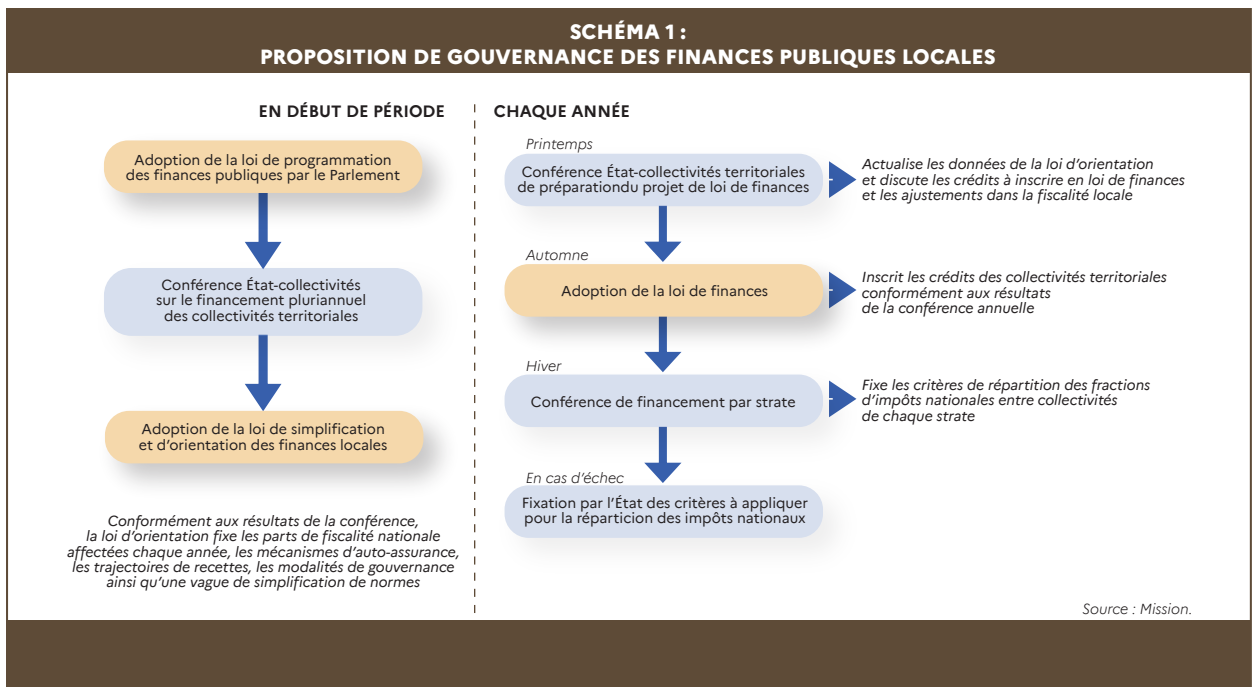 SCHÉMA 1 :
PROPOSITION DE GOUVERNANCE DES FINANCES PUBLIQUES LOCALES
EN DÉBUT DE PÉRIODE
Adoption de la loi de programmation
des finances publiques par le Parlement
Conférence État-collectivités
sur le financement pluriannuel
des collectivités territoriales
Adoption de la loi de simplification
et d'orientation des finances locales
Conformément aux résultats de la conférence,
la loi d'orientation fixe les parts de fiscalité nationale
affectées chaque année, les mécanismes d'auto-assurance,
les trajectoires de recettes, les modalités de gouvernance
ainsi qu'une vague de simplification de normes
CHAQUE ANNÉE
Printemps
Conférence État-collectivités territoriales
de préparationdu projet de loi de finances
Actualise les données de la loi d'orientation
et discute les crédits à inscrire en loi de finances
et les ajustements dans la fiscalité locale
Automne
Adoption de la loi de finances
Inscrit les crédits des collectivités territoriales
conformément aux résultats
de la conférence annuelle
Hiver
Conférence de financement par strate
Fixe les critères de répartition des fractions
d'impôts nationales entre collectivités
de chaque strate
En cas d'échec
Fixation par l'État des critères à appliquer
pour la réparticion des impôts nationaux
Source : Mission.